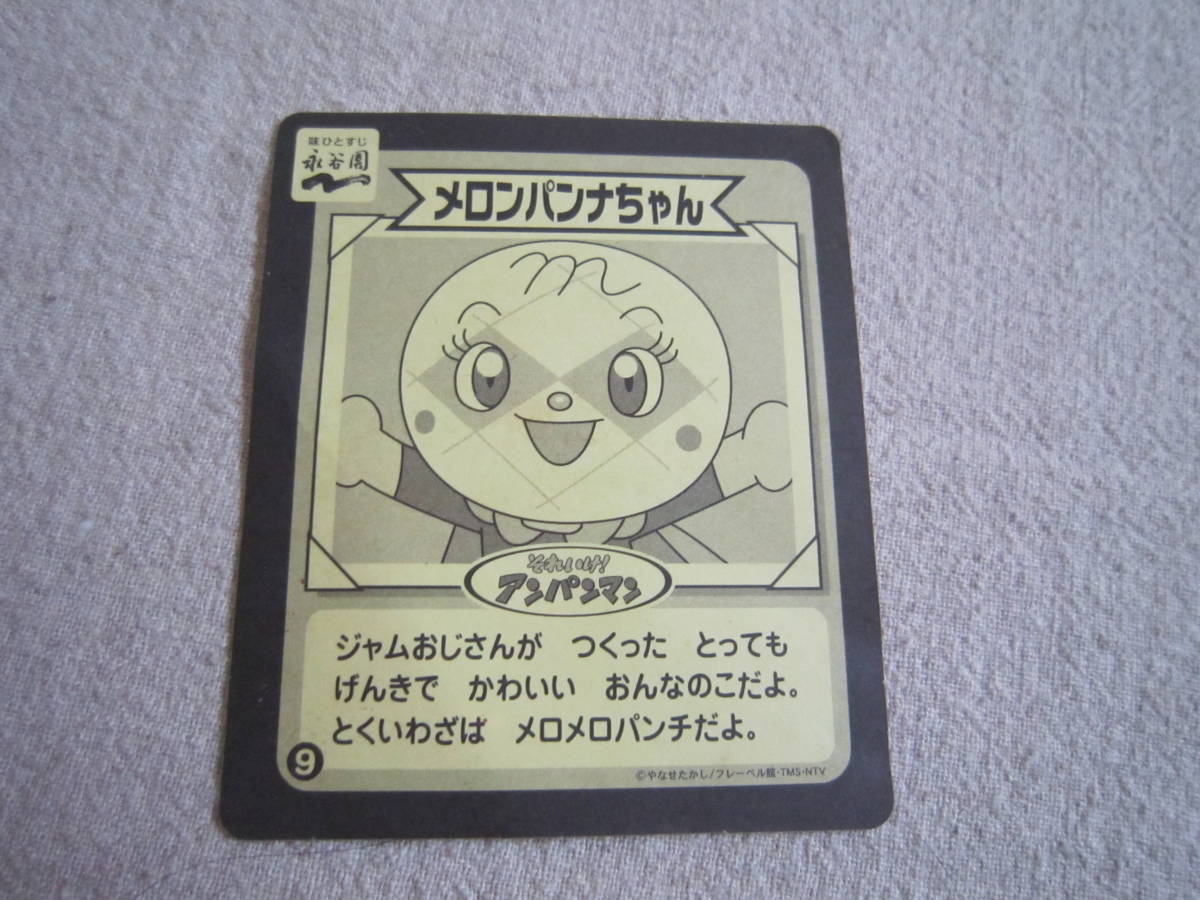 味ひとすじ
永谷園
メロンパンナちゃん
m
それいけ!
アンパンマン
ジャムおじさんが つくった とっても
げんきで かわいい おんなのこだよ。
とくいわざは メロメロパンチだよ。
9
©やなせたかし/フレーベル館・TMS・NTV